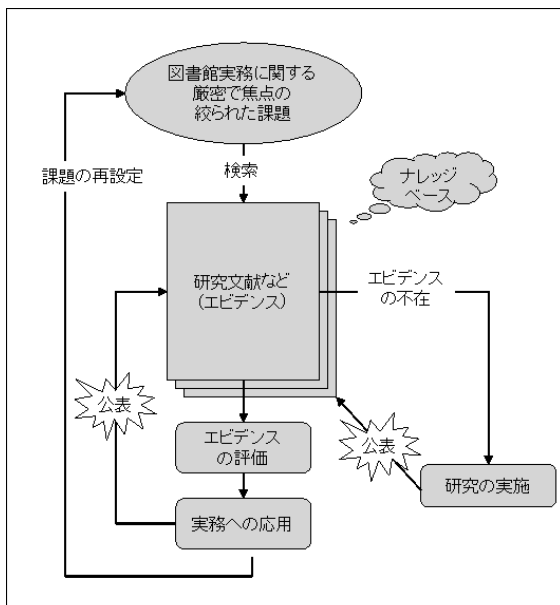 図書館実務に関する
厳密で焦点の
絞られた課題
課題の再設定
検索
ナレッジ
ベース
研究文献など
(エビデンス)
エビデンス
の不在
公表
エビデンス
の評価
公表
研究の実施
実務への応用